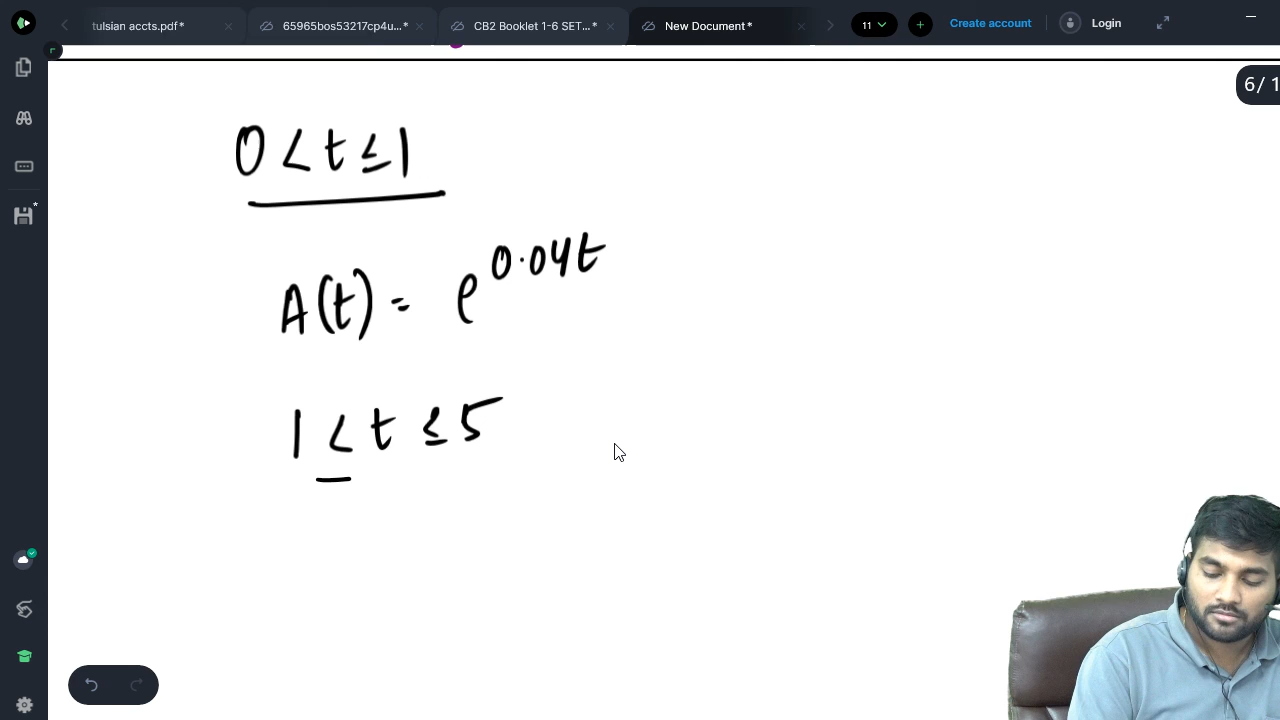 tulsian accts.pdf*
65965bos53217cp4u...*
CB2 Booklet 1-6 SET...*
New Document*
11
Create account
Login
6/1
0 < t ≤ 1
A(t) = e^0.04t
1 < t ≤ 5